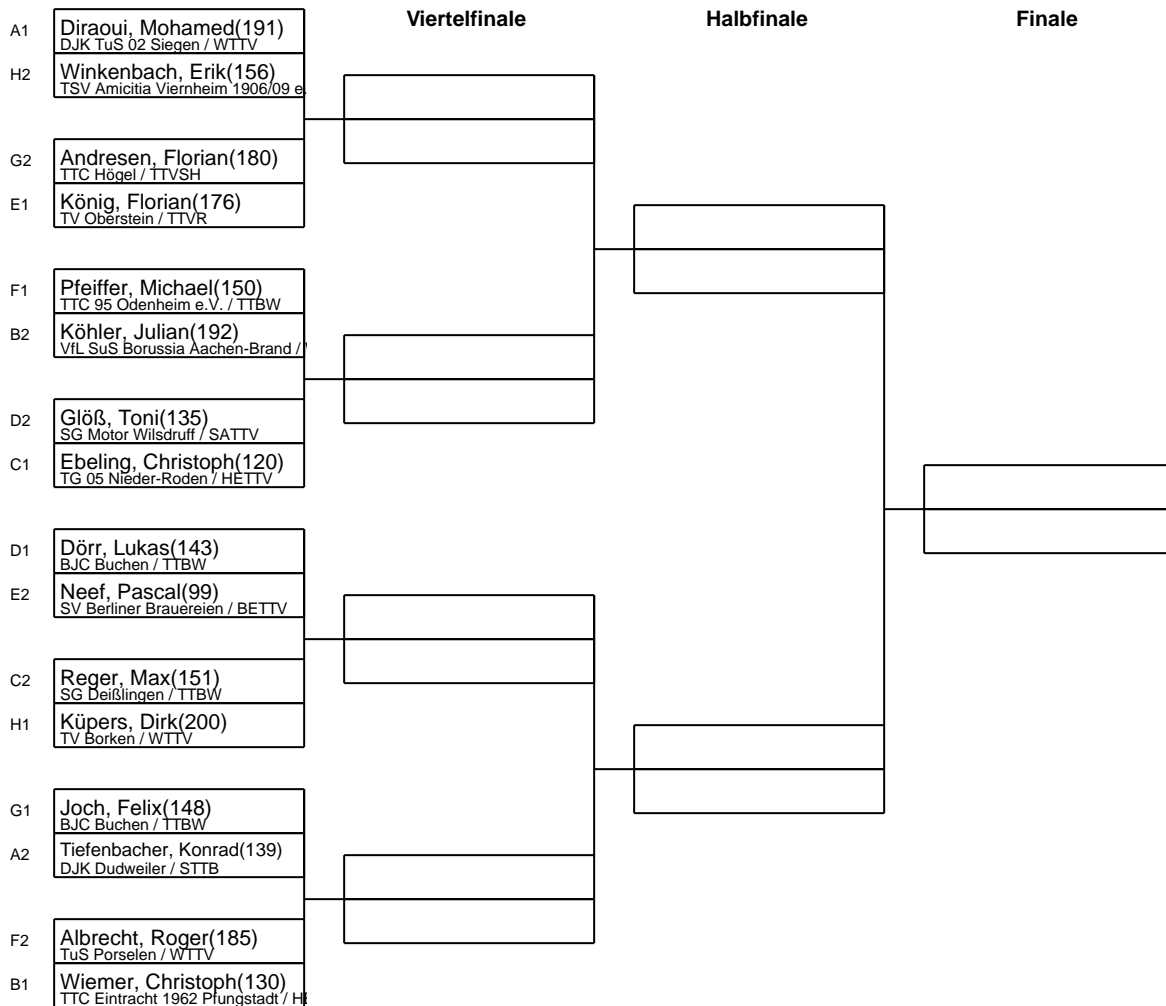 Viertelfinale Halbfinale Finale
A1 Diraoui, Mohamed(191)
DJK TuS 02 Siegen / WTTV
H2 Winkenbach, Erik(156)
TSV Amicitia Viernheim 1906/09 e.
G2 Andresen, Florian(180)
TTC Högel / TTVSH
E1 König, Florian(176)
TV Oberstein / TTVR
F1 Pfeiffer, Michael(150)
TTC 95 Odenheim e.V. / TTBW
B2 Köhler, Julian(192)
VfL SuS Borussia Aachen-Brand /
D2 Glöß, Toni(135)
SG Motor Wilsdruff / SATTV
C1 Ebeling, Christoph(120)
TG 05 Nieder-Roden / HETTV
D1 Dörr, Lukas(143)
BJC Buchen / TTBW
E2 Neef, Pascal(99)
SV Berliner Brauereien / BETTV
C2 Reger, Max(151)
SG Deißlingen / TTBW
H1 Küpers, Dirk(200)
TV Borken / WTTV
G1 Joch, Felix(148)
BJC Buchen / TTBW
A2 Tiefenbacher, Konrad(139)
DJK Dudweiler / STTB
F2 Albrecht, Roger(185)
TuS Porselen / WTTV
B1 Wiemer, Christoph(130)
TTC Eintracht 1962 Pfungstadt / H